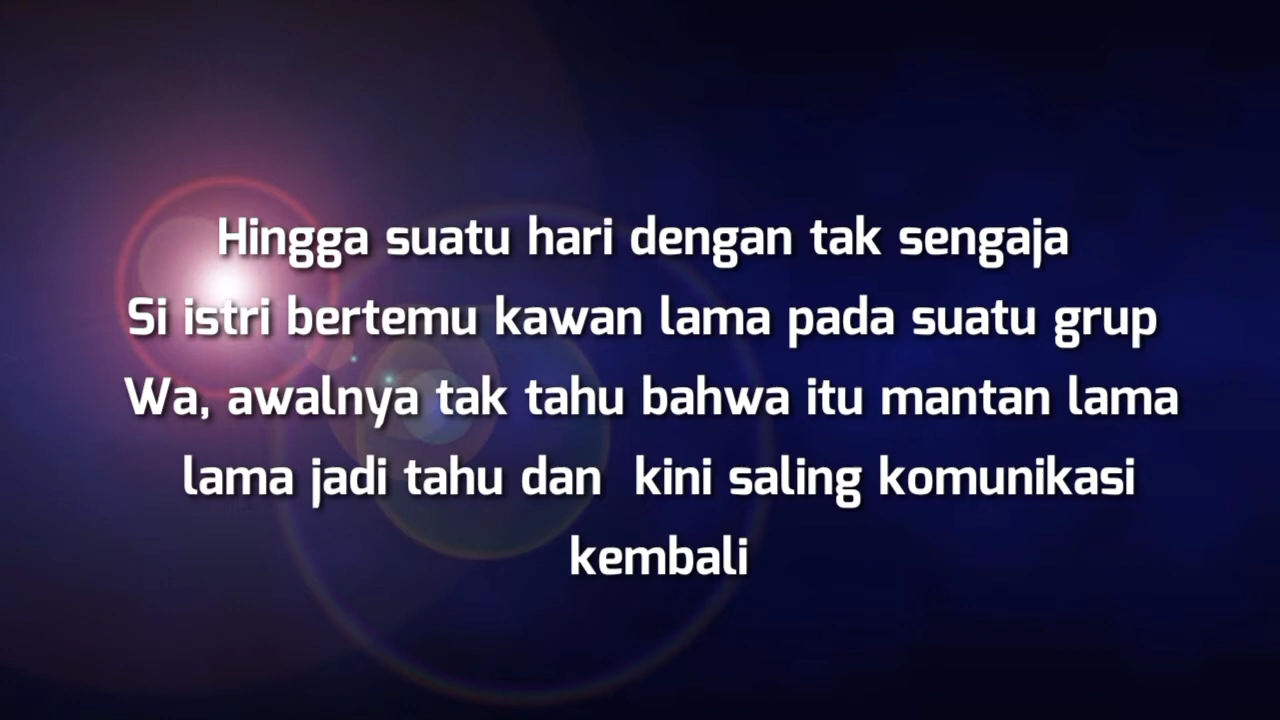 Hingga suatu hari dengan tak sengaja
Si istri bertemu kawan lama pada suatu grup
Wa, awalnya tak tahu bahwa itu mantan lama
lama jadi tahu dan  kini saling komunikasi
kembali